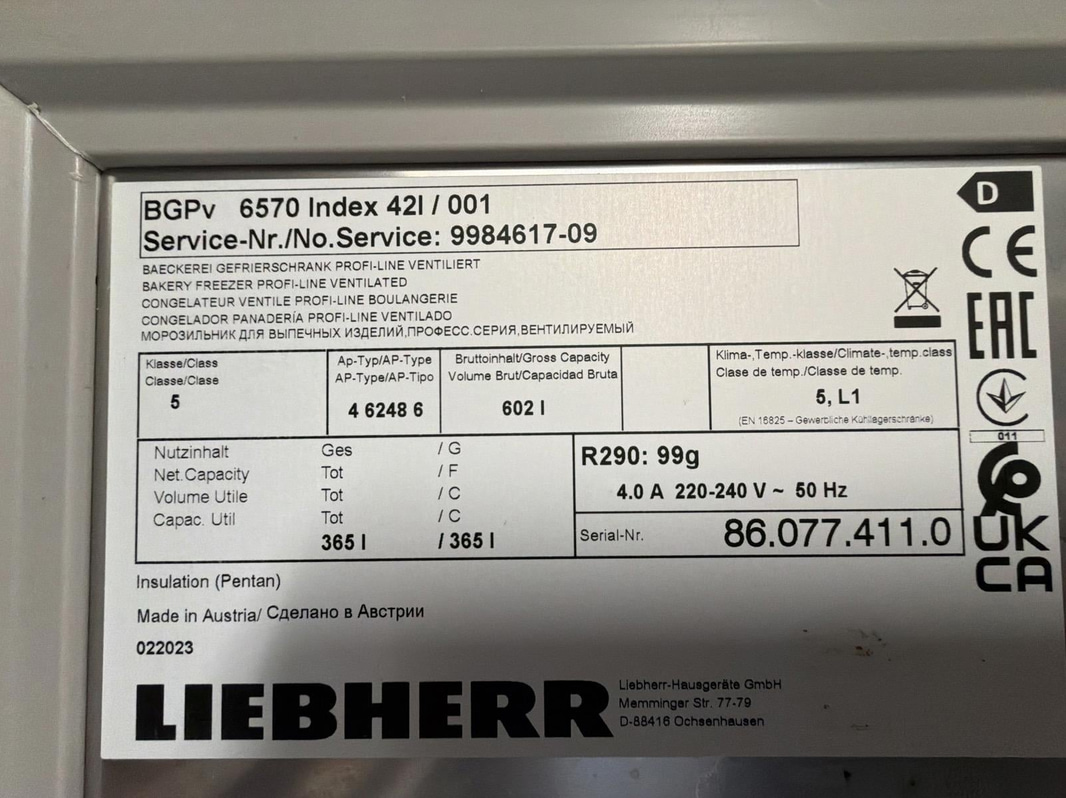 BGPv 6570 Index 42I / 001
Service-Nr./No.Service: 9984617-09
BAECKEREI GEFRIERSCHRANK PROFI-LINE VENTILIERT
BAKERY FREEZER PROFI-LINE VENTILATED
CONGELATEUR VENTILE PROFI-LINE BOULANGERIE
CONGELADOR PANADERÍA PROFI-LINE VENTILADO
МОРОЗИЛЬНИК ДЛЯ ВЫПЕЧНЫХ ИЗДЕЛИЙ,ПРОФЕСС.СЕРИЯ,ВЕНТИЛИРУЕМЫЙ
D
CE
EAC
011
UK
CA
Klasse/Class
Classe/Clase
5
Ap-Typ/AP-Type
AP-Type/AP-Tipo
4 6248 6
Bruttoinhalt/Gross Capacity
Volume Brut/Capacidad Bruta
602 l
Klima-,Temp.-klasse/Climate-,temp.class
Clase de temp./Classe de temp.
5, L1
(EN 16825 – Gewerbliche Kühllagerschränke)
Nutzinhalt Ges / G
Net.Capacity Tot / F
Volume Utile Tot / C
Capac. Util Tot / C
365 l / 365 l
R290: 99g
4.0 A 220-240 V ~ 50 Hz
Serial-Nr. 86.077.411.0
Insulation (Pentan)
Made in Austria/ Сделано в Австрии
022023
LIEBHERR
Liebherr-Hausgeräte GmbH
Memminger Str. 77-79
D-88416 Ochsenhausen